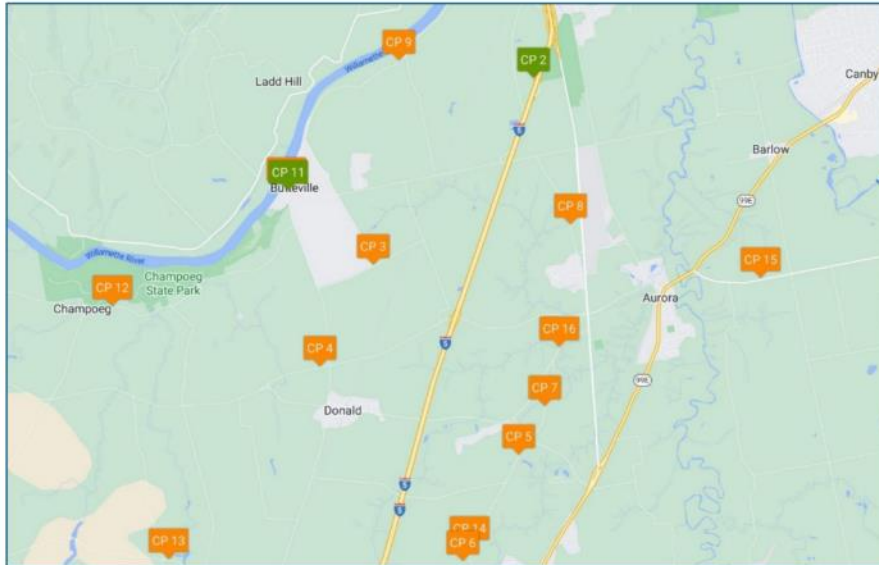 CP 9
CP 2
Willamette
Ladd Hill
Canby
5
Barlow
CP 11
Butteville
99E
CP 8
CP 3
CP 15
Willamette River
Champoeg
State Park
CP 12
Champoeg
Aurora
CP 16
5
CP 4
CP 7
99E
Donald
CP 5
5
5
CP 14
CP 6
CP 13